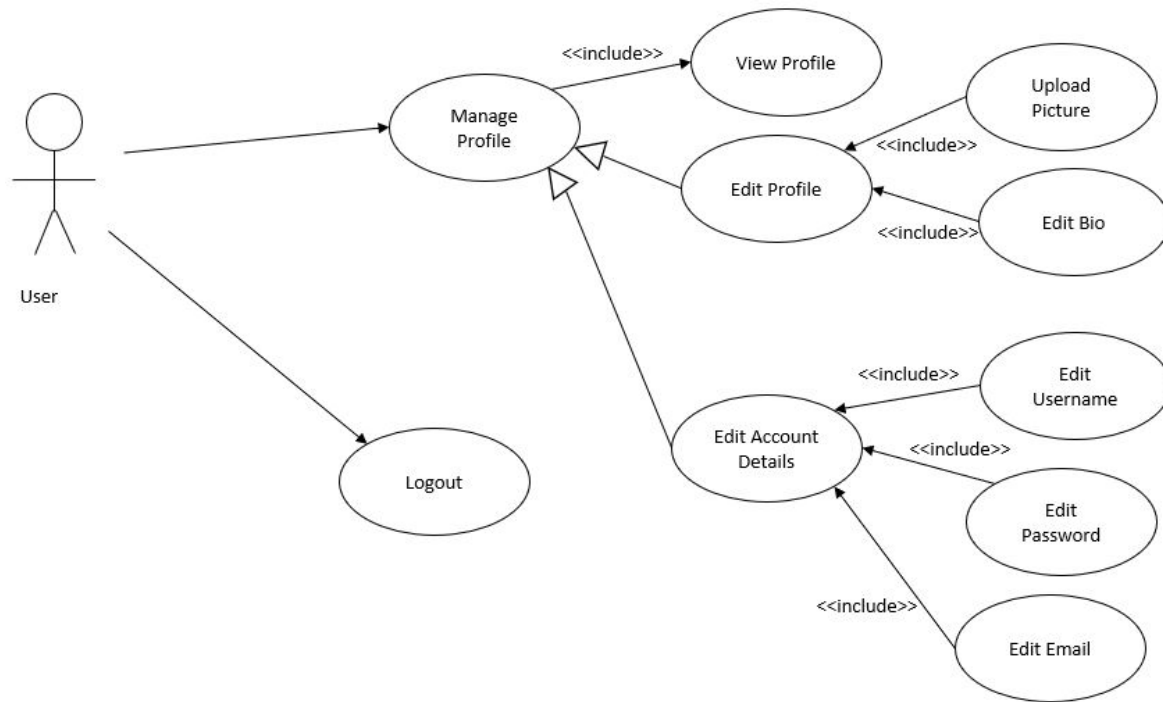 <<include>>
View Profile
Upload
Picture
Manage
Profile
<<include>>
Edit Profile
<<include>>
Edit Bio
User
<<include>>
Edit
Username
Edit Account
Details
<<include>>
Logout
Edit
Password
<<include>>
Edit Email